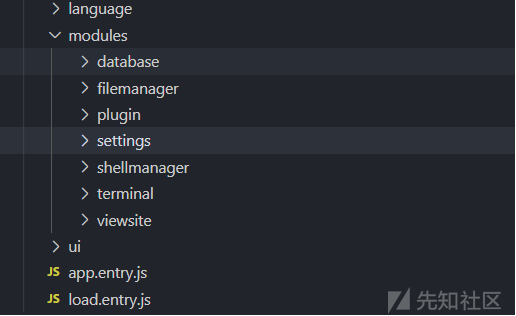 language
modules
database
filemanager
plugin
settings
shellmanager
terminal
viewsite
ui
JS app.entry.js
JS load.entry.js
先知社区